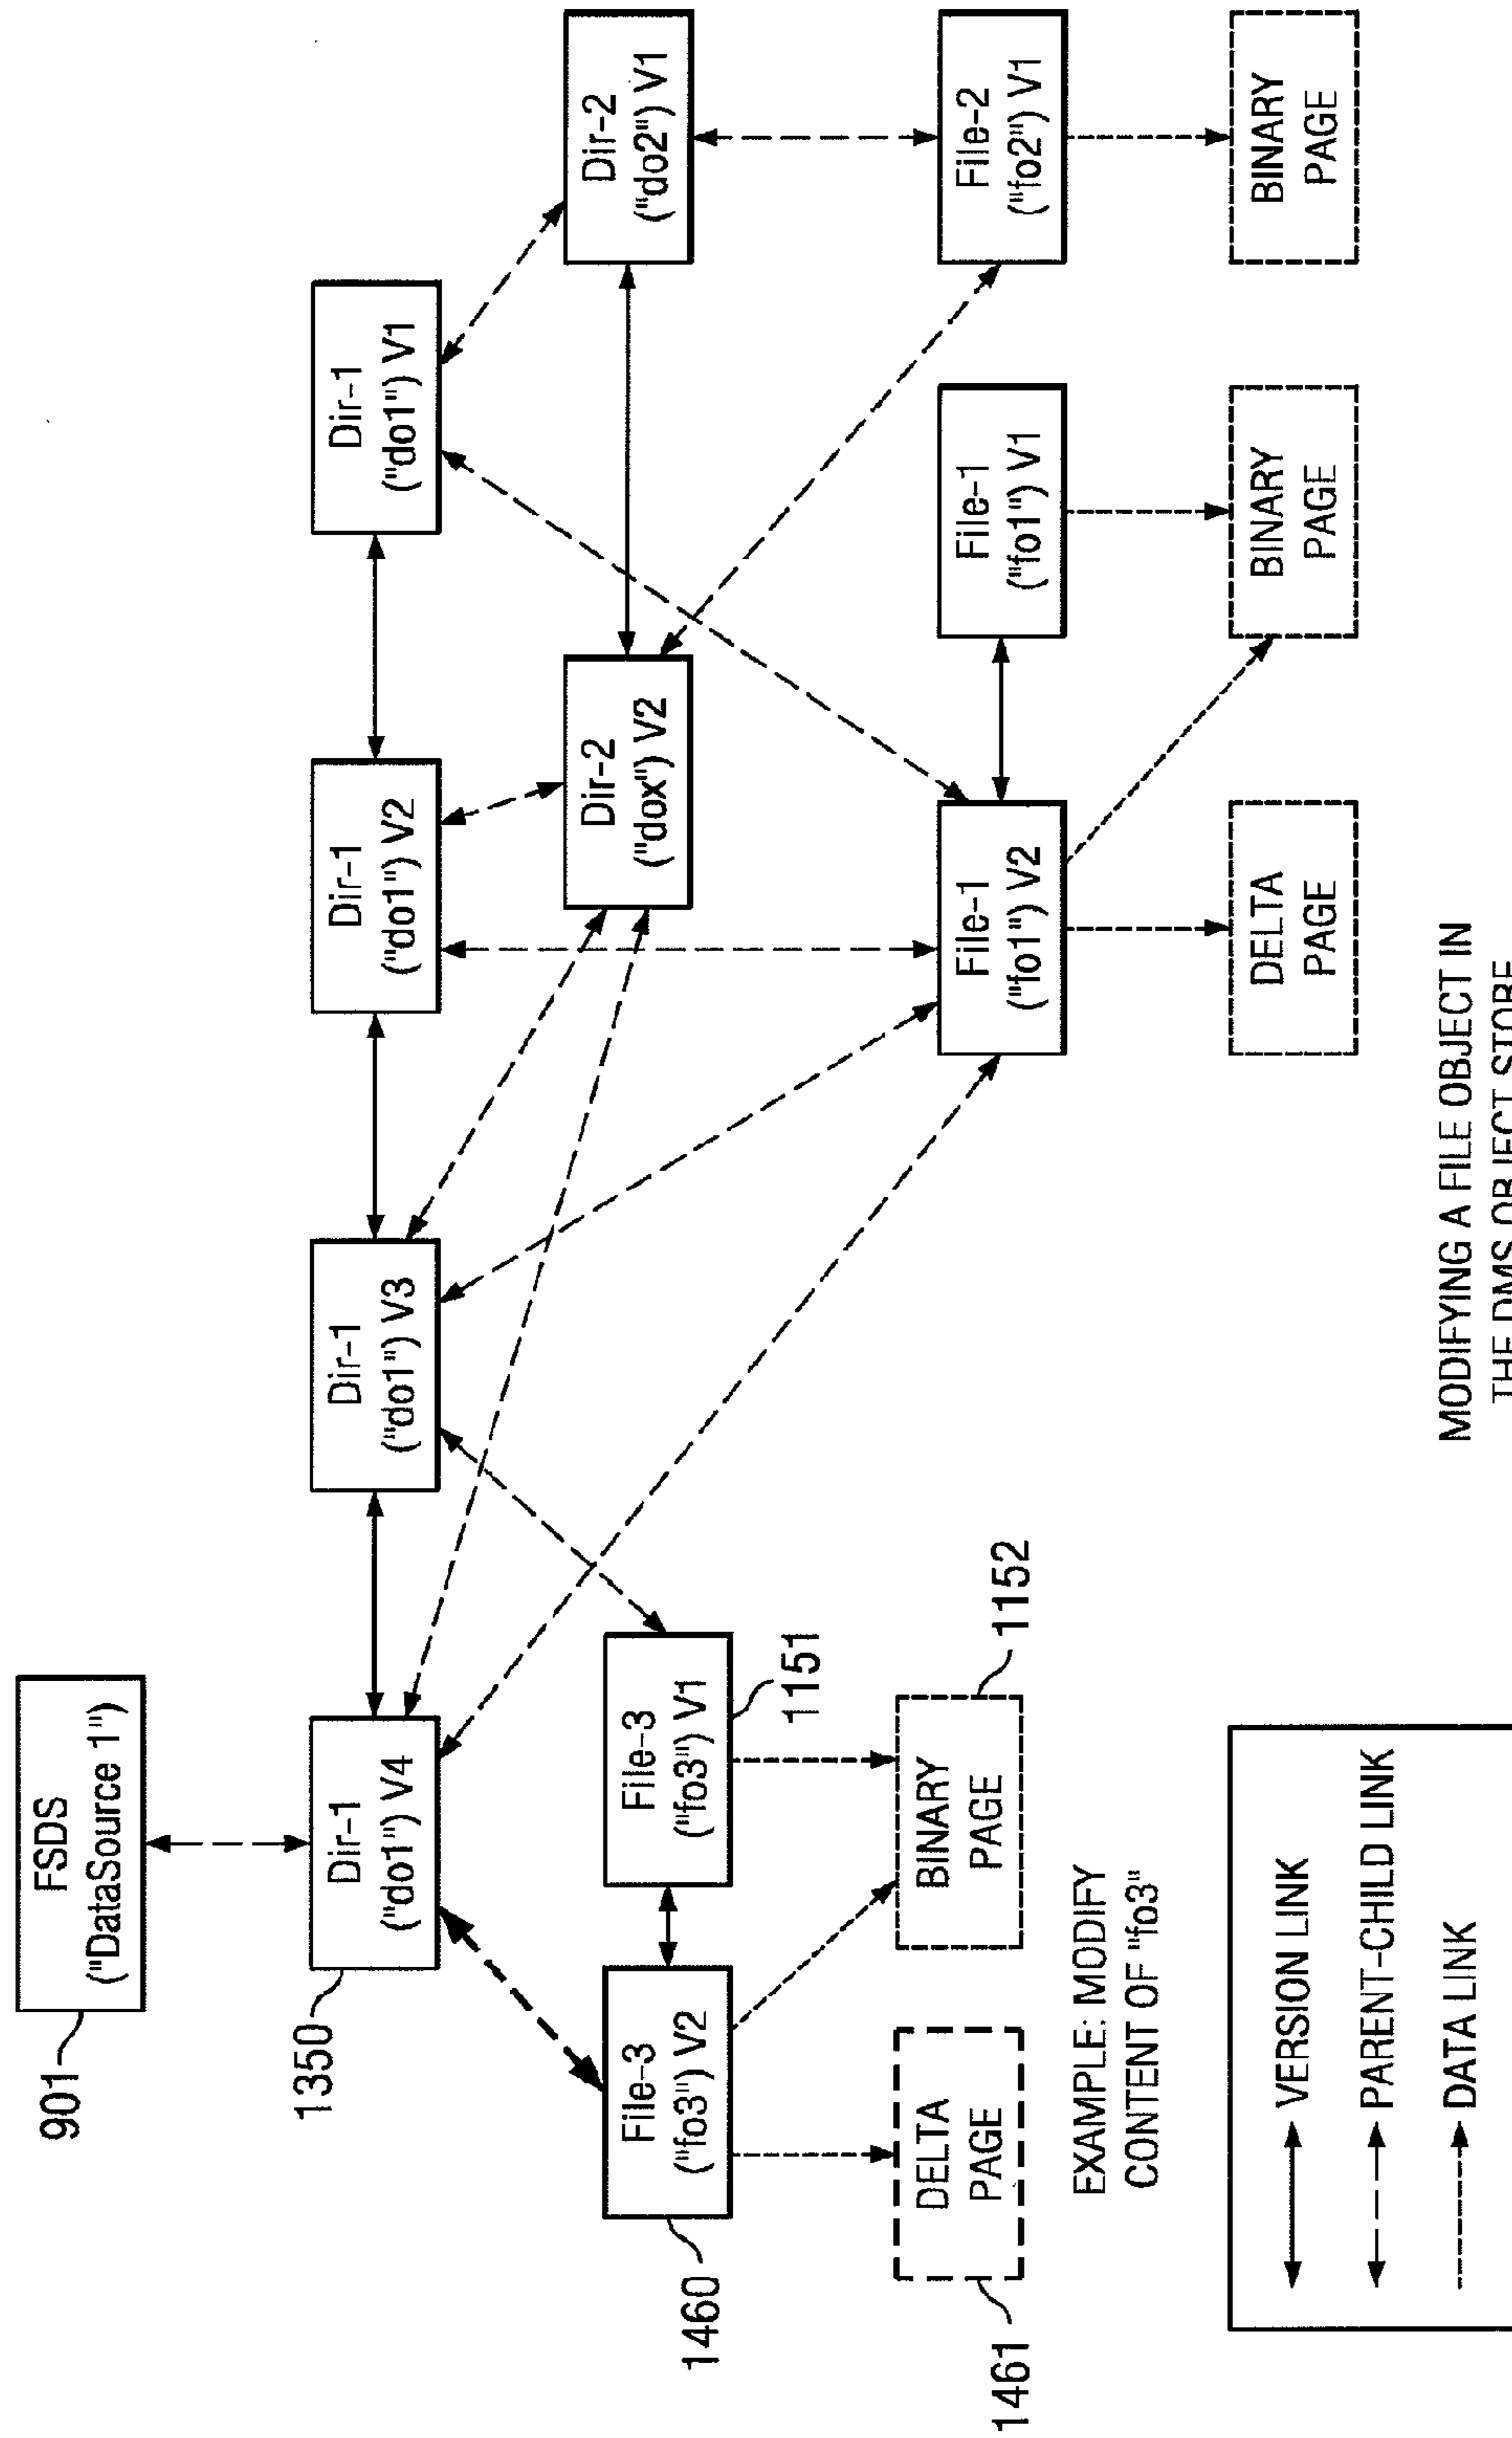 901
FSDS
("DataSource 1")
1350
Dir-1
("do1") V4
Dir-1
("do1") V3
Dir-1
("do1") V2
Dir-1
("do1") V1
Dir-2
("dox") V2
Dir-2
("do2") V1
1460
File-3
("fo3") V2
File-3
("fo3") V1
1151
File-1
("fo1") V2
File-1
("fo1") V1
File-2
("fo2") V1
1461
DELTA
PAGE
BINARY
PAGE
1152
DELTA
PAGE
BINARY
PAGE
BINARY
PAGE
EXAMPLE: MODIFY
CONTENT OF "fo3"
VERSION LINK
PARENT-CHILD LINK
DATA LINK
MODIFYING A FILE OBJECT IN
THE DMS OBJECT STORE